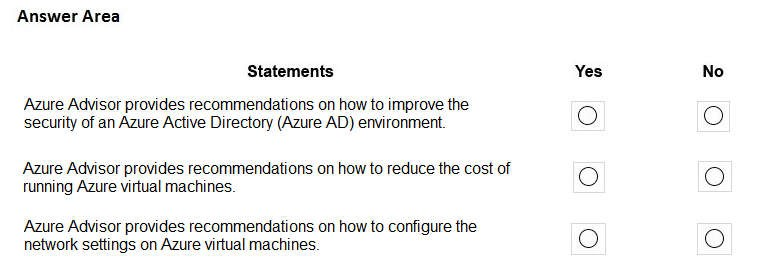 Answer Area
Statements Yes No
Azure Advisor provides recommendations on how to improve the
security of an Azure Active Directory (Azure AD) environment.
Azure Advisor provides recommendations on how to reduce the cost of
running Azure virtual machines.
Azure Advisor provides recommendations on how to configure the
network settings on Azure virtual machines.